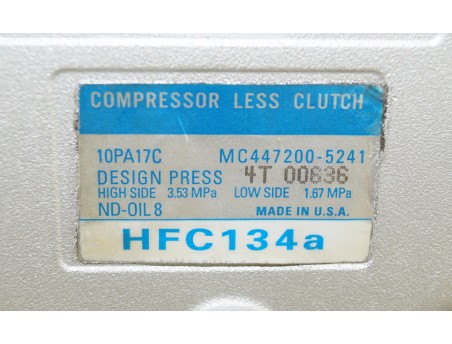 COMPRESSOR LESS CLUTCH
10PA17C MC447200-5241
DESIGN PRESS 4T 00636
HIGH SIDE 3.53 MPa LOW SIDE 1.67 MPa
ND-OIL 8 MADE IN U.S.A.
HFC134a